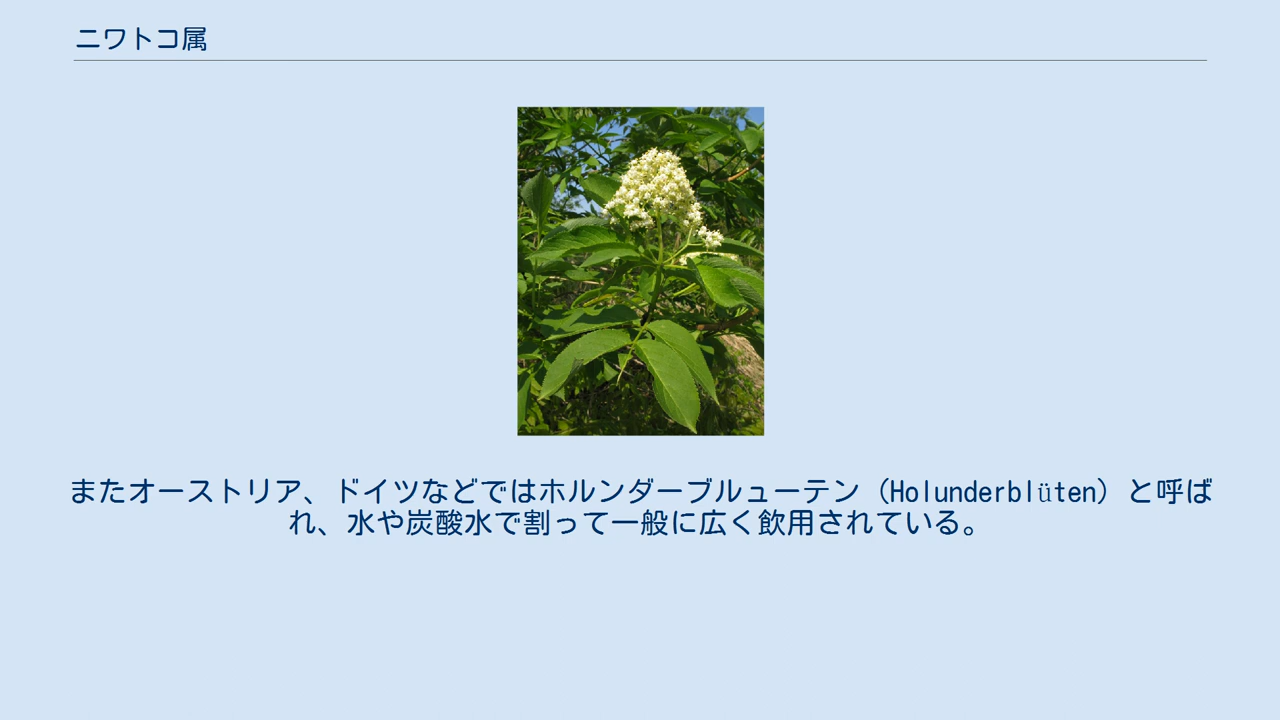 ニワトコ属
またオーストリア、ドイツなどではホルンダーブルューテン（Holunderblüten）と呼ば
れ、水や炭酸水で割って一般に広く飲用されている。